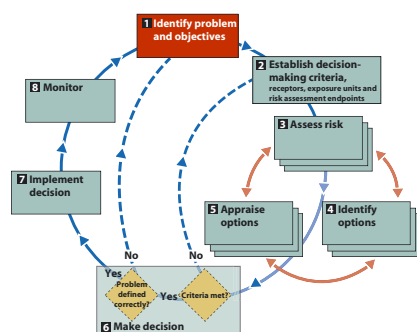 1 Identify problem
and objectives
2 Establish decision-
making criteria,
receptors, exposure units and
risk assessment endpoints
3 Assess risk
4 Identify
options
5 Appraise
options
No
No
Yes
Problem
defined
correctly?
Yes
Criteria met?
6 Make decision
7 Implement
decision
8 Monitor